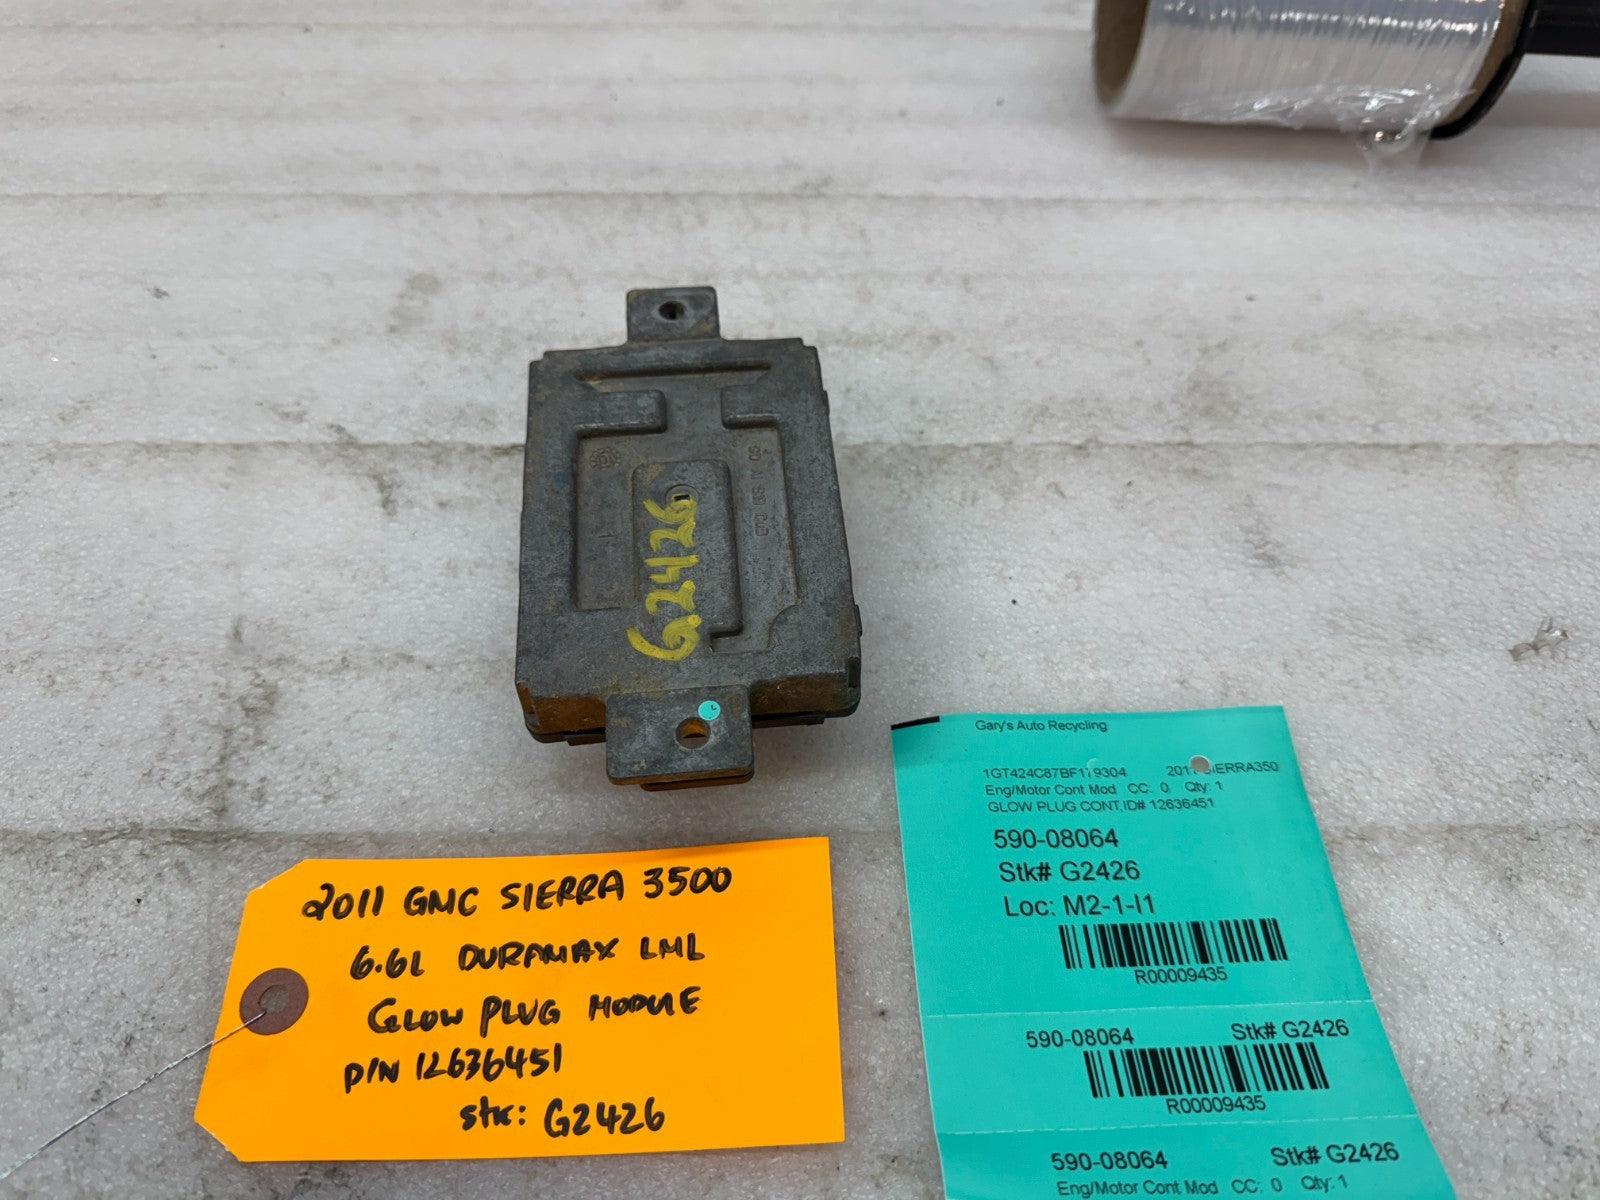 G2426
2011 GMC SIERRA 3500
6.6L DURAMAX LML
GLOW PLUG MODULE
P/N 12636451
stk: G2426
Gary's Auto Recycling
1GT424C87BF119304
Eng/Motor Cont Mod CC: 0 Qty: 1
GLOW PLUG CONT,ID# 12636451
590-08064
Stk# G2426
Loc: M2-1-I1
R00009435
590-08064 Stk# G2426
R00009435
590-08064 Stk# G2426
Eng/Motor Cont Mod CC: 0 Qty: 1